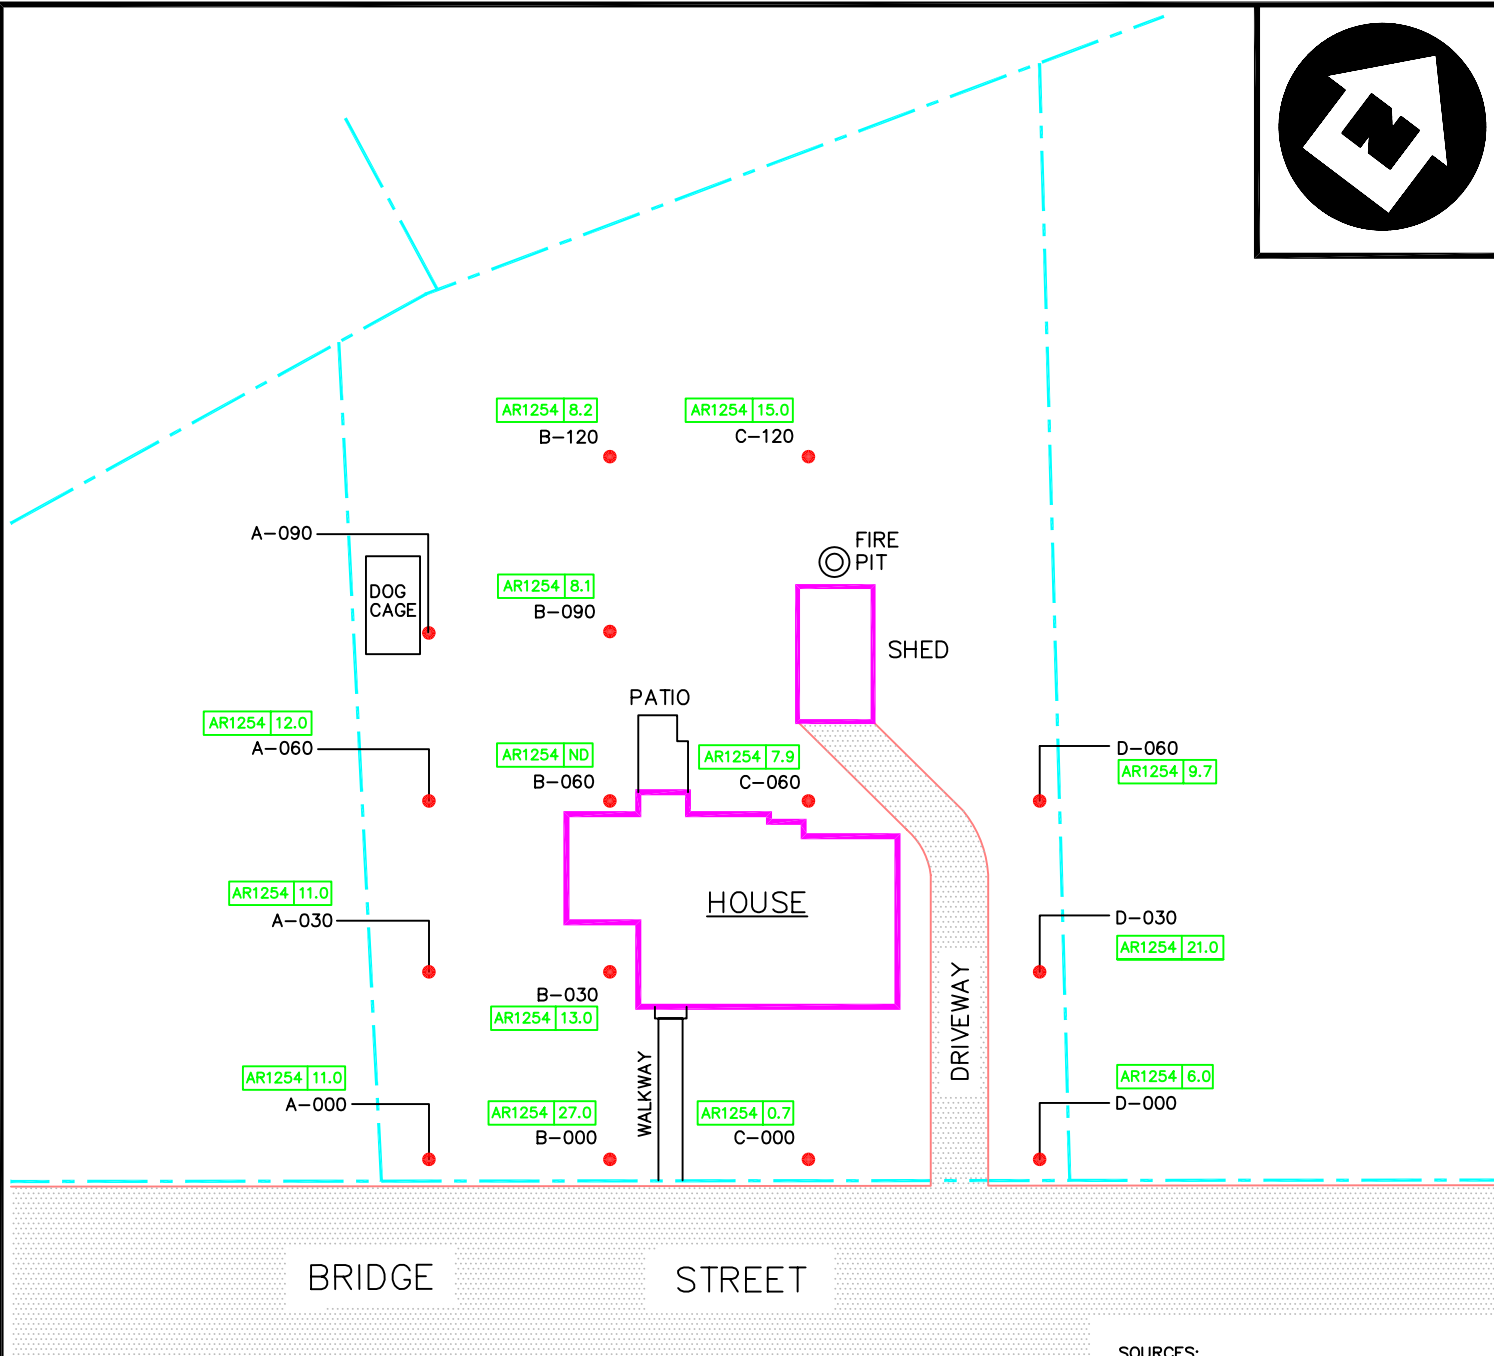 N
AR1254 8.2
B-120
AR1254 15.0
C-120
A-090
FIRE
PIT
DOG
CAGE
AR1254 8.1
B-090
SHED
PATIO
AR1254 12.0
A-060
AR1254 ND
B-060
AR1254 7.9
C-060
D-060
AR1254 9.7
HOUSE
AR1254 11.0
A-030
D-030
AR1254 21.0
B-030
AR1254 13.0
DRIVEWAY
WALKWAY
AR1254 11.0
A-000
AR1254 27.0
B-000
AR1254 0.7
C-000
AR1254 6.0
D-000
BRIDGE STREET
SOURCES: